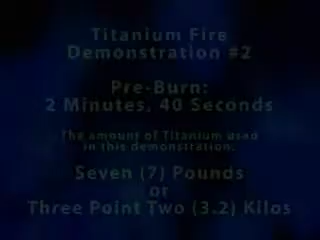 Titanium Fire
Demonstration #2
Pre-Burn:
2 Minutes, 40 Seconds
The amount of Titanium used
in this demonstration.
Seven (7) Pounds
or
Three Point Two (3.2) Kilos